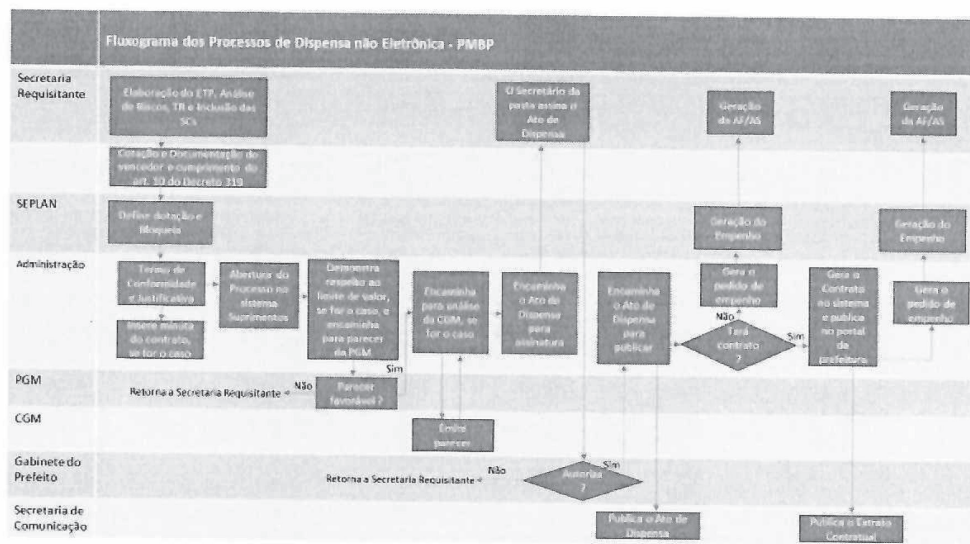 Fluxograma dos Processos de Dispensa não Eletrônica - PMBP
Secretaria
Requisitante
Elaboração do ETP, Análise
de Riscos, TR e Inclusão das
SCs
O Secretário da
pasta assina o
Ato de
Dispensa
Geração
da AF/AS
Geração
da AF/AS
Cotação e Documentação do
vencedor e cumprimento do
art. 10 do Decreto 319
SEPLAN
Define dotação e
Bloqueia
Geração do
Empenho
Geração do
Empenho
Administração
Termo de
Conformidade
e Justificativa
Abertura do
Processo no
sistema
Suprimentos
Demonstra
respeito ao
limite de valor,
se for o caso, e
encaminha
para parecer
da PGM
Encaminha
para análise
da CGM, se
for o caso
Encaminha
o Ato de
Dispensa
para
assinatura
Encaminha
o Ato de
Dispensa
para
publicar
Gera o
pedido de
empenho
Não
Terá
contrato
?
Sim
Gera o
Contrato
no sistema
e publica
no portal
da
prefeitura
Gera o
pedido de
empenho
Insere minuta
do contrato,
se for o caso
Sim
PGM
Retorna a Secretaria Requisitante
Não
Parecer
favorável ?
CGM
Emite
parecer
Gabinete do
Prefeito
Retorna a Secretaria Requisitante
Não
Autoriza
?
Sim
Secretaria de
Comunicação
Publica o Ato de
Dispensa
Publica o Extrato
Contratual